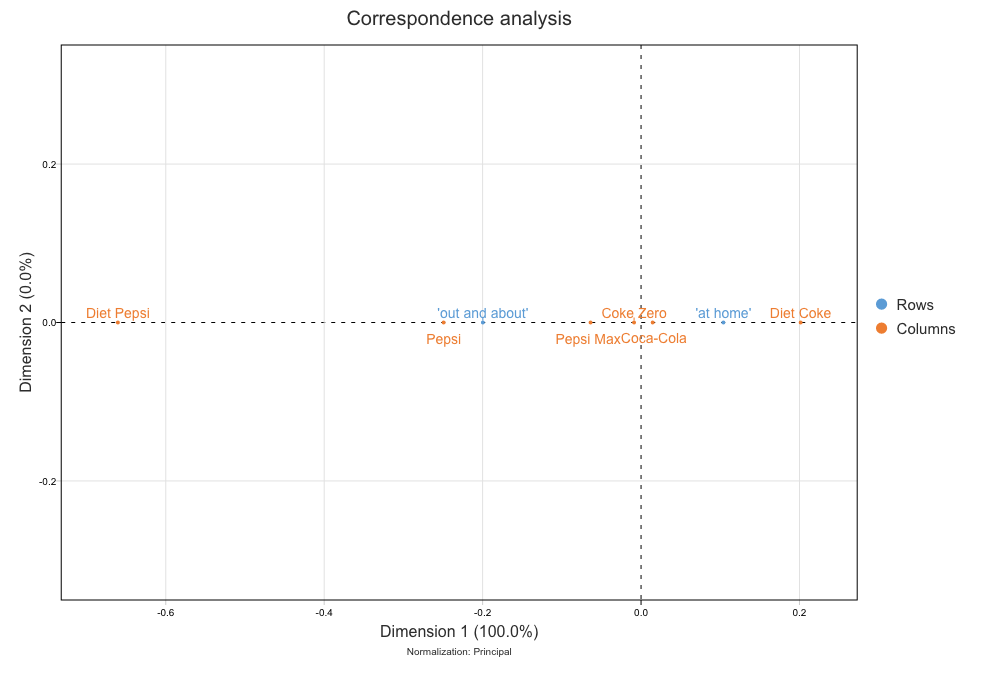 Correspondence analysis
Dimension 2 (0.0%)
0.2
0.0
-0.2
Diet Pepsi
'out and about'
Coke Zero
'at home'
Diet Coke
Pepsi
Pepsi Max
Coca-Cola
Rows
Columns
-0.6
-0.4
-0.2
0.0
0.2
Dimension 1 (100.0%)
Normalization: Principal